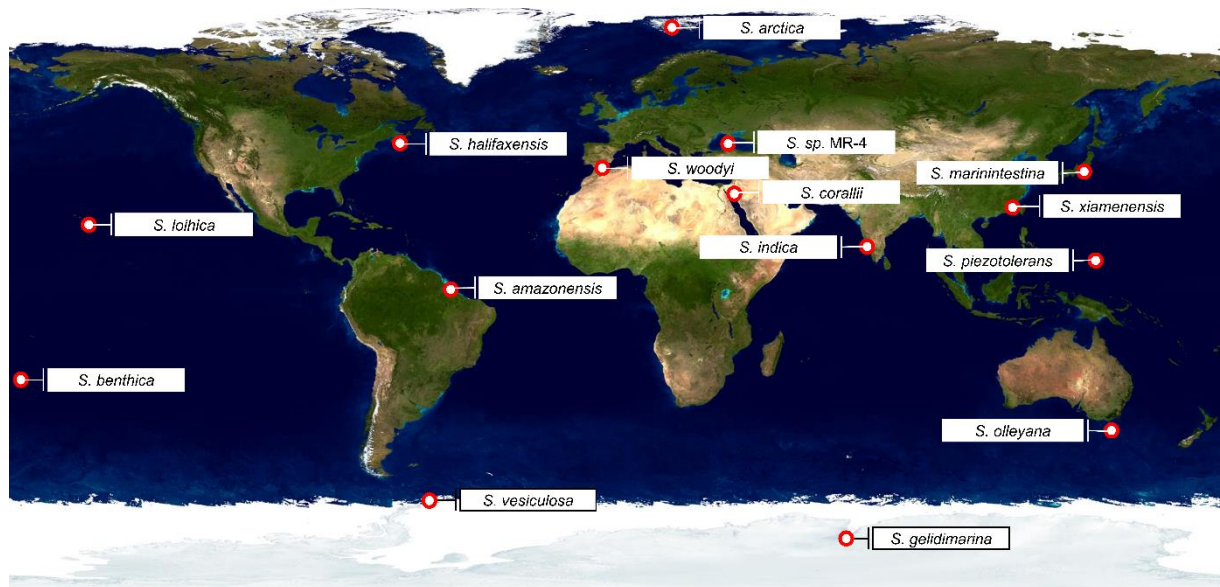 S. arctica
S. halifaxensis
S. sp. MR-4
S. woodyi
S. marinintestina
S. corallii
S. xiamenensis
S. loihica
S. indica
S. piezotolerans
S. amazonensis
S. benthica
S. olleyana
S. vesiculosa
S. gelidimarina